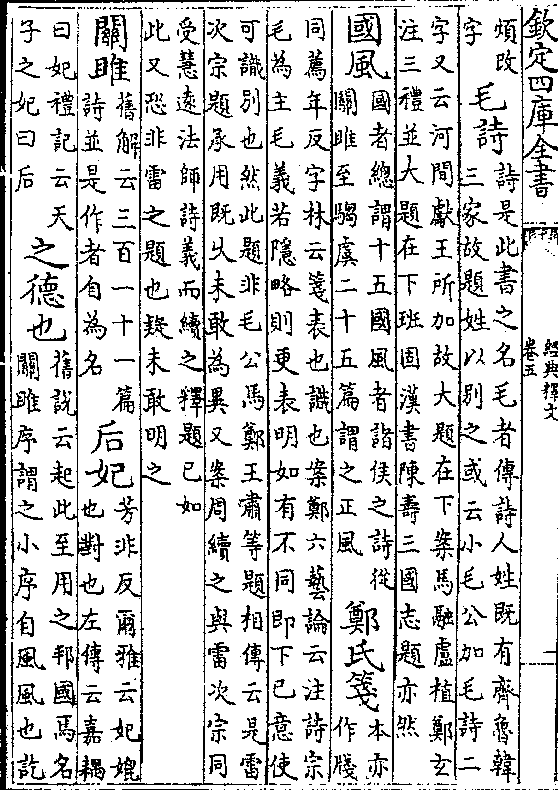 欽定四庫全書
經典釋文
卷五
一
煩改
字
毛詩
詩是此書之名毛者傳詩人姓既有齊魯韓
三家故題姓以別之或云小毛公加毛詩二
字又云河間獻王所加故大題在下案馬融盧植鄭玄
注三禮並大題在下班固漢書陳壽三國志題亦然
國風
國者總謂十五國風者諸侯之詩從
關雎至騶虞二十五篇謂之正風
鄭氏箋
本亦
作牋
同薦年反字林云箋表也識也案鄭六藝論云注詩宗
毛為主毛義若隱略則更表明如有不同即下已意使
可識別也然此題非毛公馬鄭王肅等題相傳云是雷
次宗題承用既久未敢為異又案周續之與雷次宗同
受慧遠法師詩義而續之釋題已如
此又恐非雷之題也疑未敢明之
關雎
舊解云三百一十一篇
詩並是作者自為名
后妃
芳非反爾雅云妃媲
也對也左傳云嘉耦
曰妃禮記云天
子之妃曰后
之德也
舊說云起此至用之邦國焉名
關雎序謂之小序自風風也訖